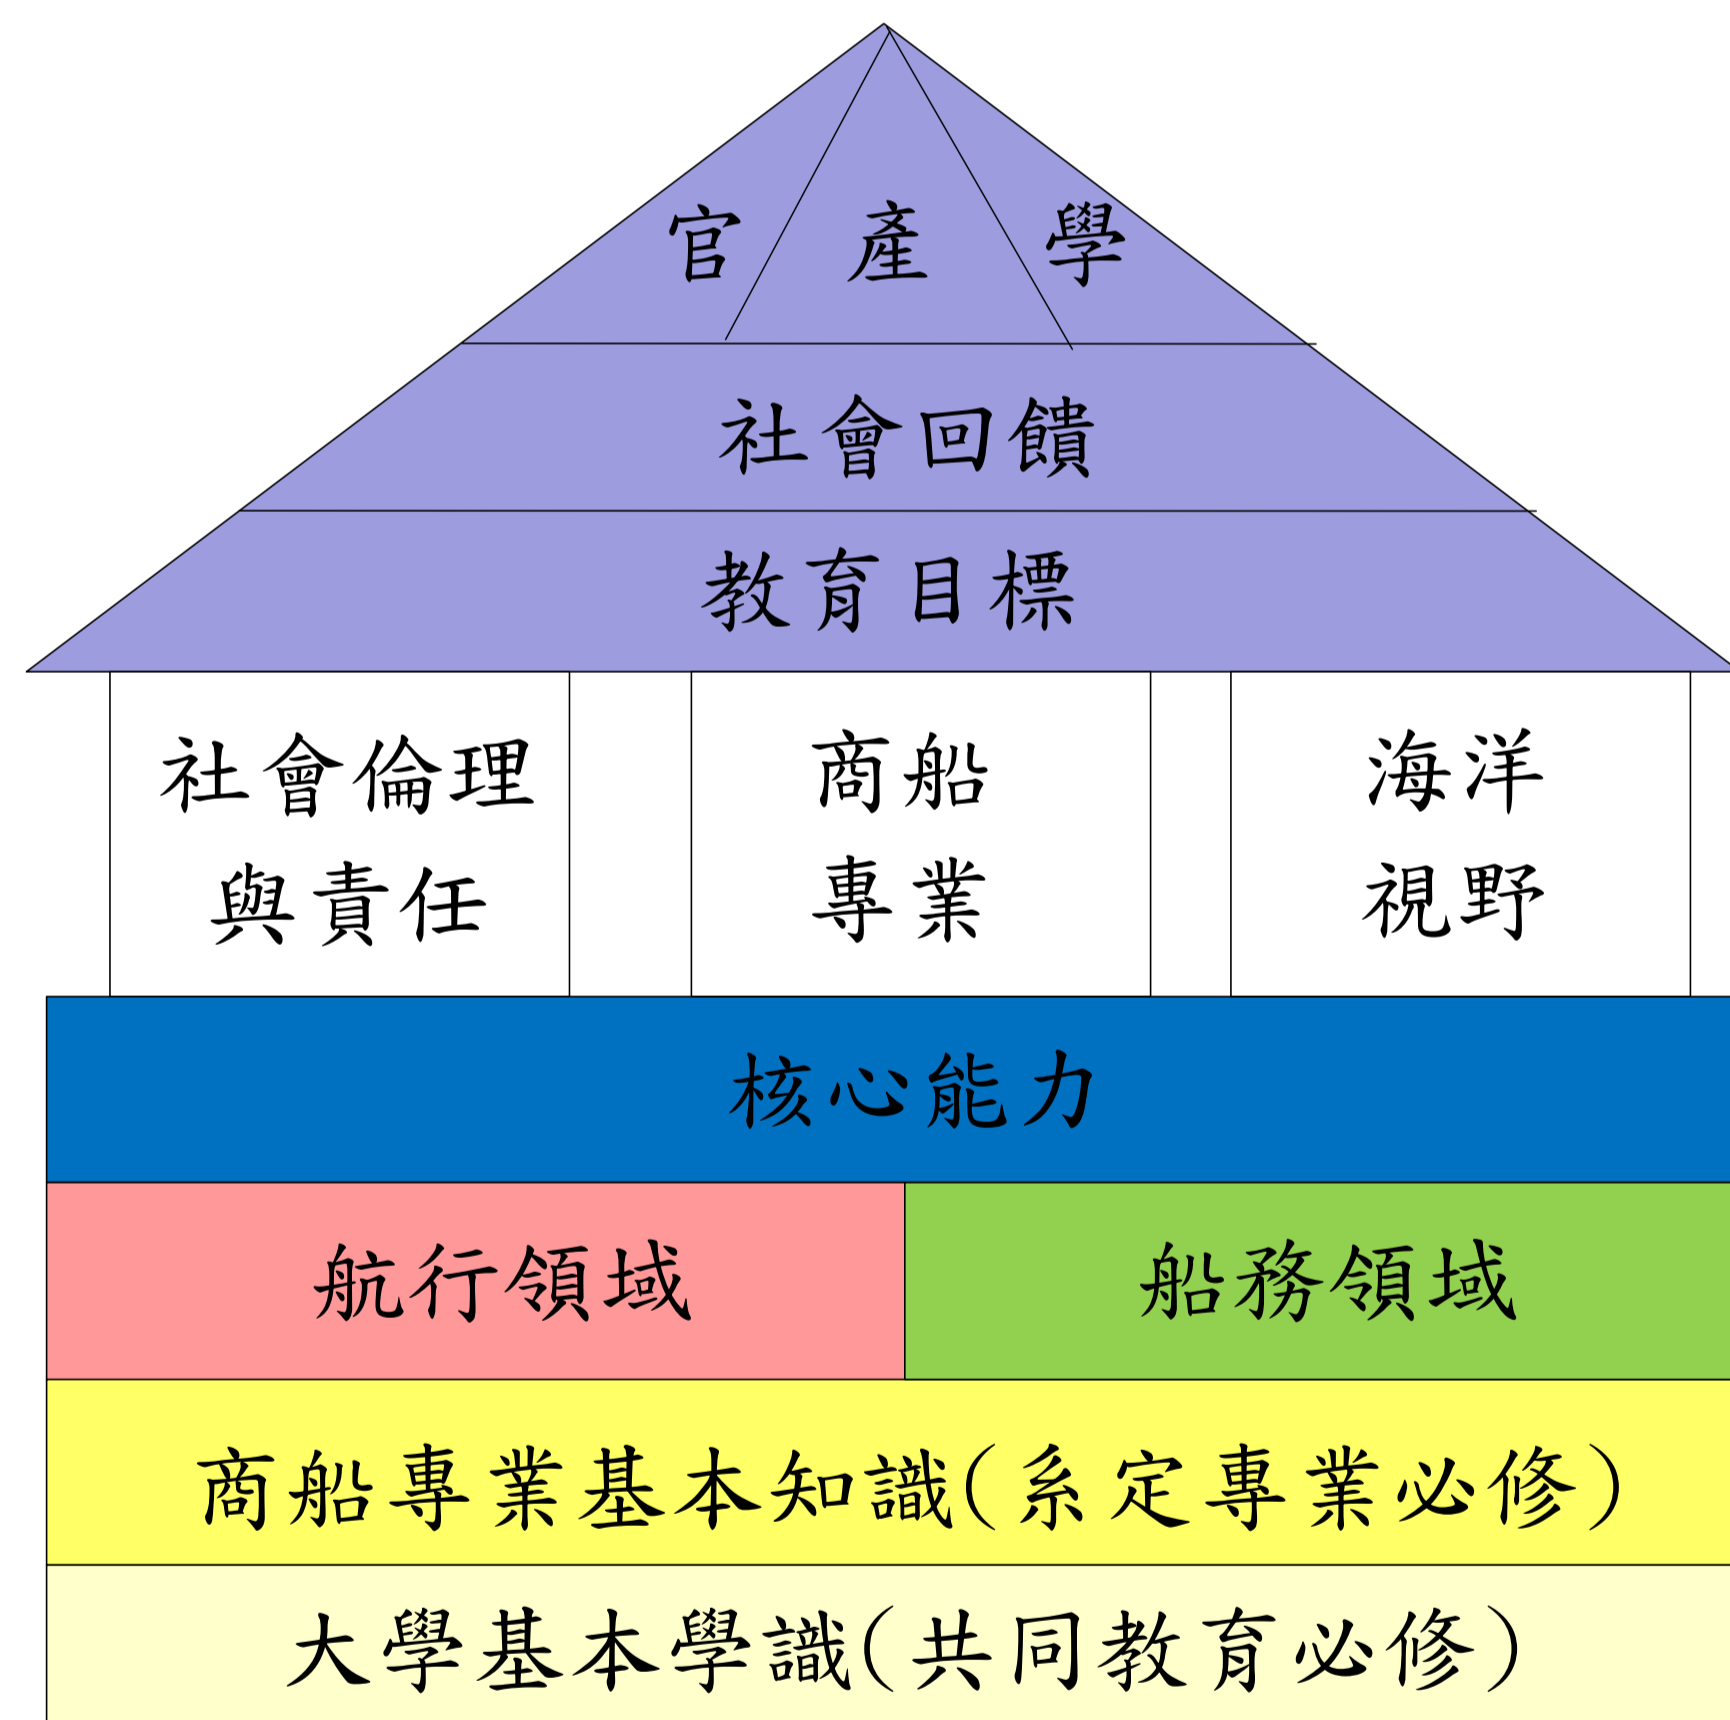 官 產 學
社會回饋
教育目標
社會倫理
與責任
商船
專業
海洋
視野
核心能力
航行領域
船務領域
商船專業基本知識(系定專業必修)
大學基本學識(共同教育必修)